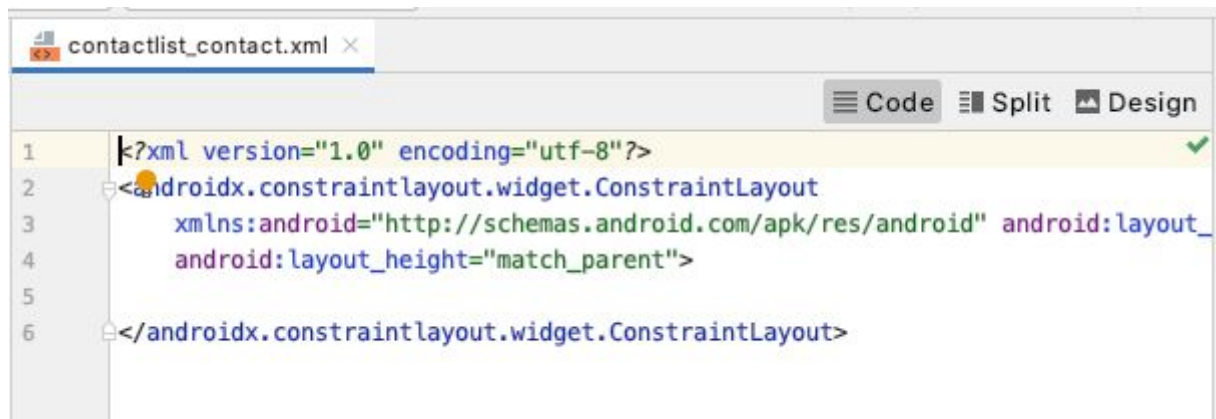 contactlist_contact.xml
Code Split Design
1 <?xml version="1.0" encoding="utf-8"?>
2 <androidx.constraintlayout.widget.ConstraintLayout
3 xmlns:android="http://schemas.android.com/apk/res/android" android:layout_
4 android:layout_height="match_parent">
5
6 </androidx.constraintlayout.widget.ConstraintLayout>